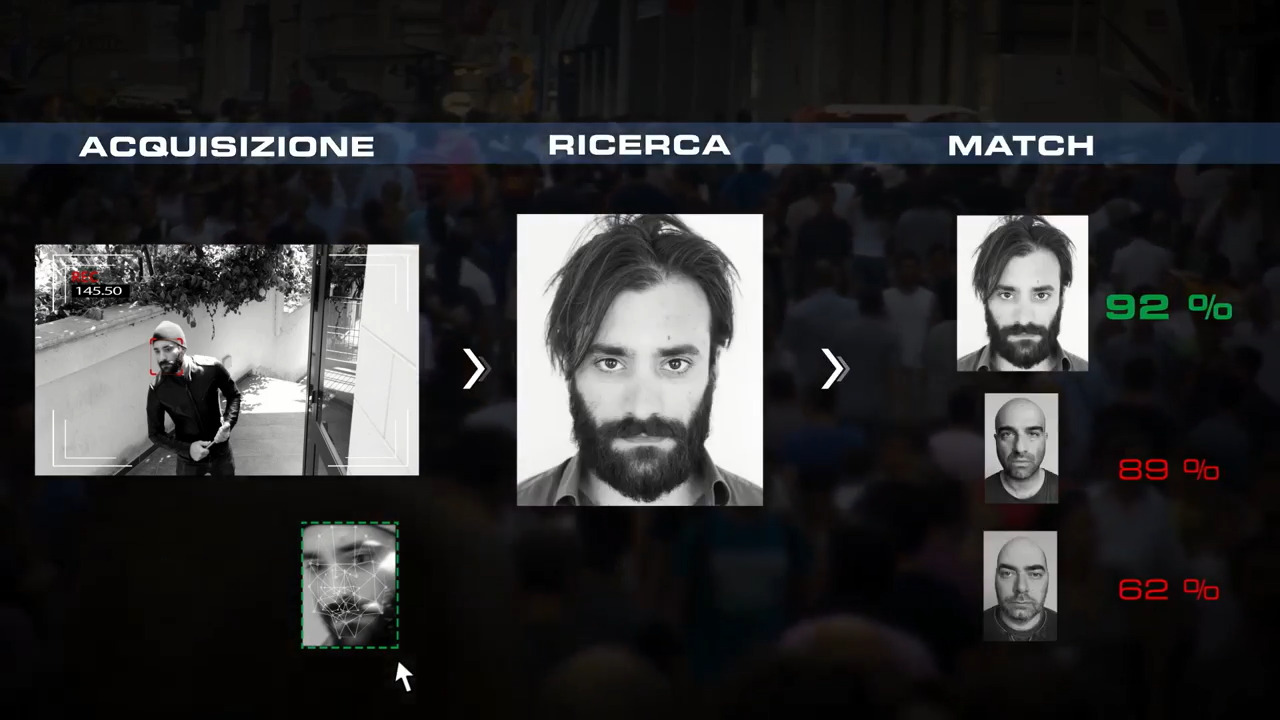 ACQUISIZIONE
RICERCA
MATCH
REC
145.50
92 %
89 %
62 %